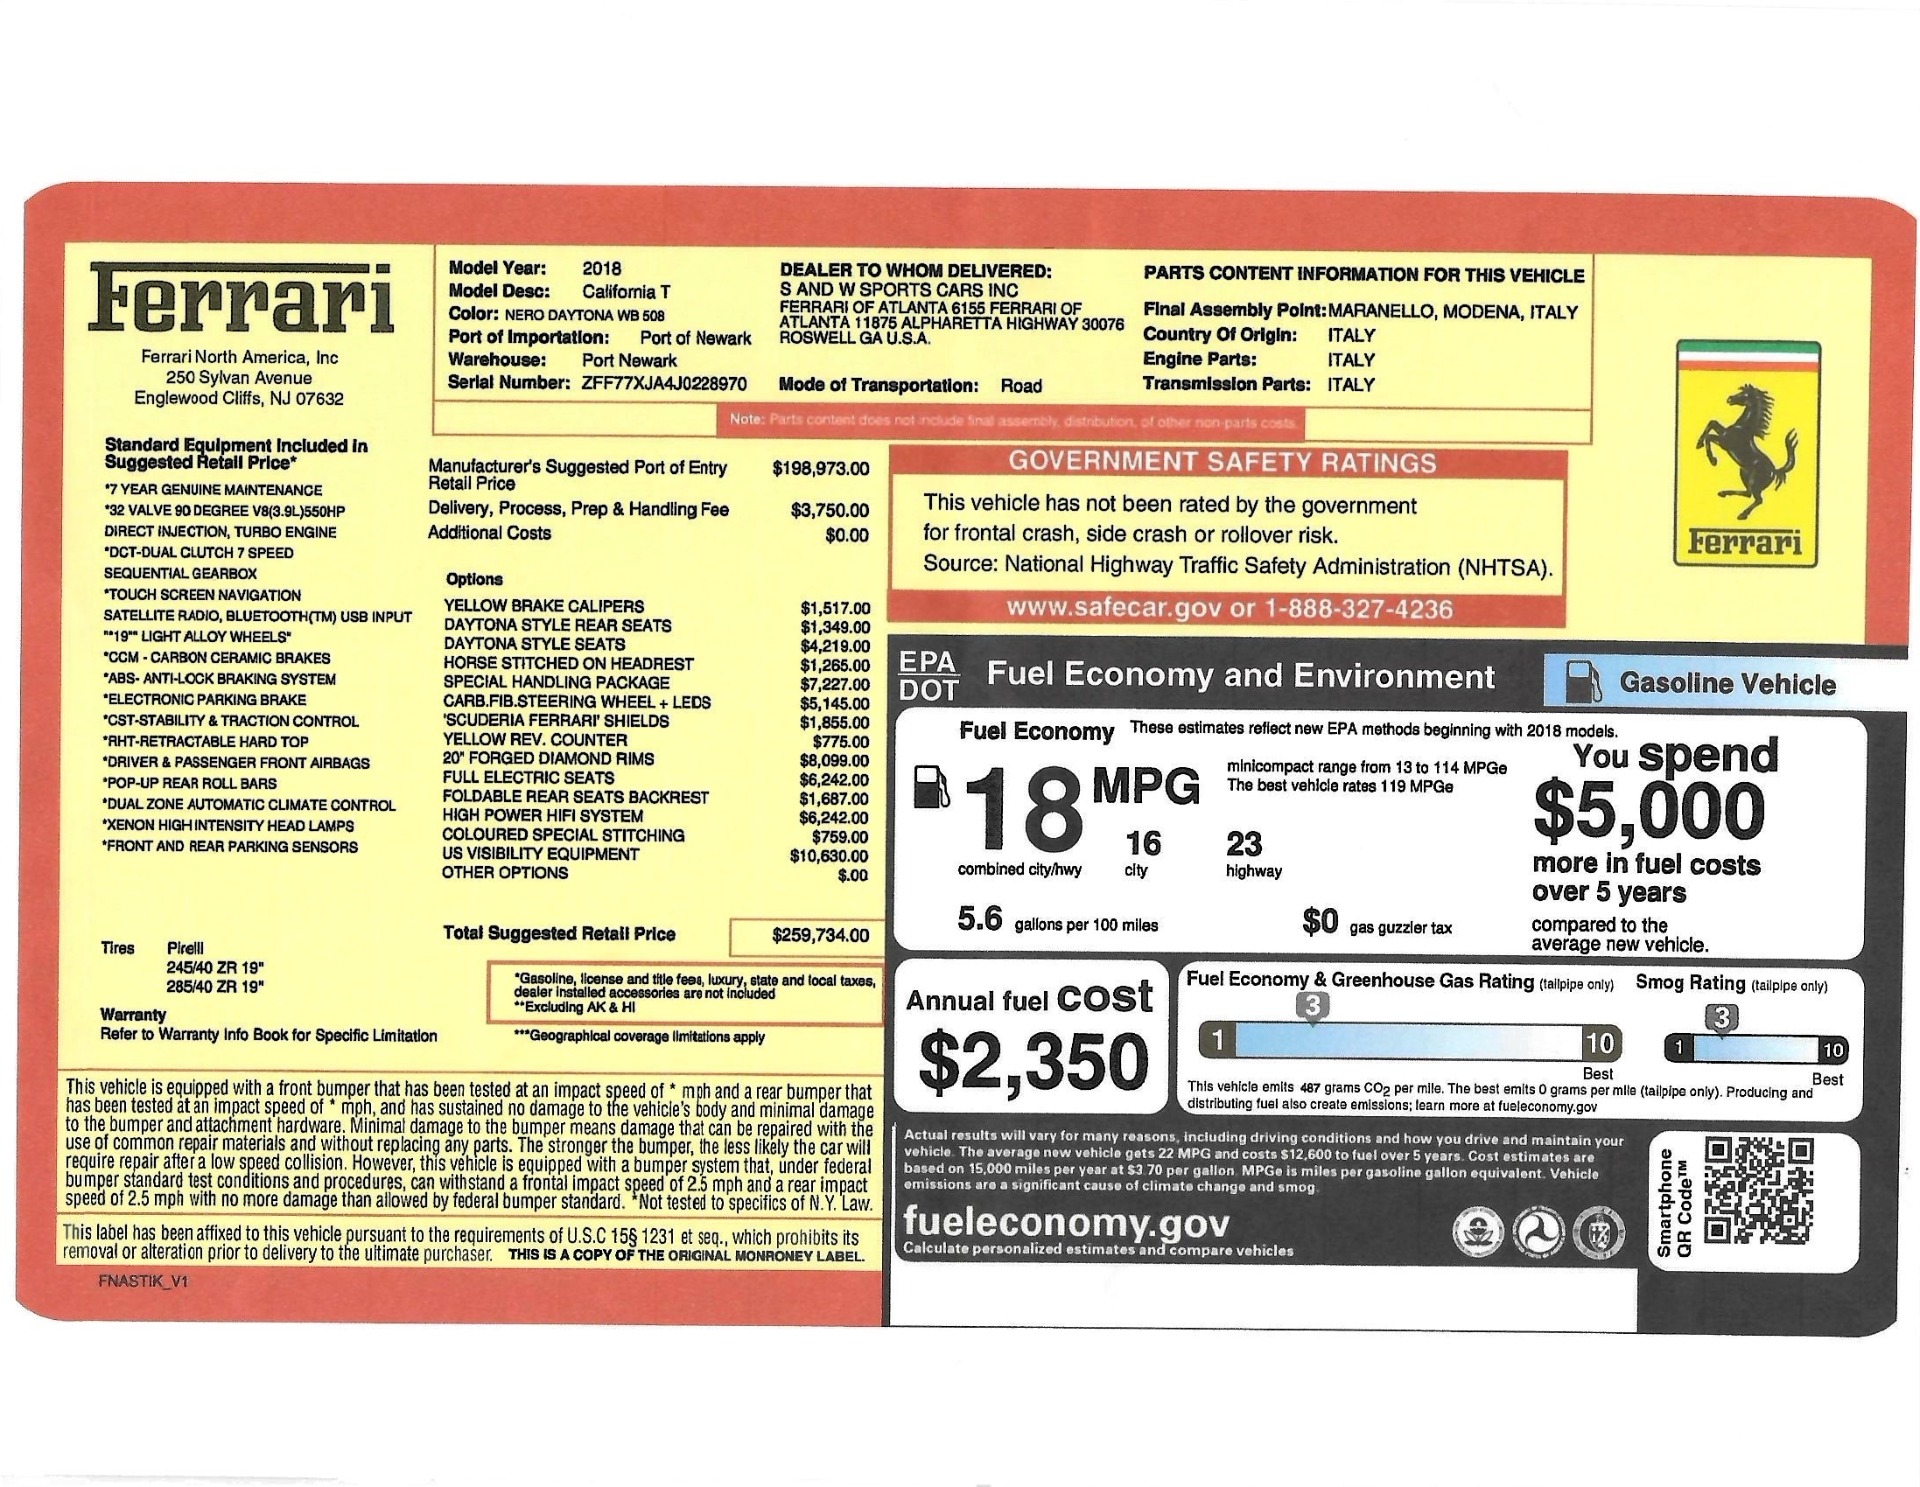 Ferrari
Ferrari North America, Inc
250 Sylvan Avenue
Englewood Cliffs, NJ 07632
Model Year: 2018
Model Desc: California T
Color: NERO DAYTONA WB 508
Port of Importation: Port of Newark
Warehouse: Port Newark
Serial Number: ZFF77XJA4J0228970
DEALER TO WHOM DELIVERED:
S AND W SPORTS CARS INC
FERRARI OF ATLANTA 6155 FERRARI OF
ATLANTA 11875 ALPHARETTA HIGHWAY 30076
ROSWELL GA U.S.A.
Mode of Transportation: Road
PARTS CONTENT INFORMATION FOR THIS VEHICLE
Final Assembly Point: MARANELLO, MODENA, ITALY
Country Of Origin: ITALY
Engine Parts: ITALY
Transmission Parts: ITALY
Note: Parts content does not include final assembly, distribution, of other non-parts costs.
Ferrari
Standard Equipment Included in
Suggested Retail Price*
*7 YEAR GENUINE MAINTENANCE
*32 VALVE 90 DEGREE V8(3.9L)550HP
DIRECT INJECTION, TURBO ENGINE
*DCT-DUAL CLUTCH 7 SPEED
SEQUENTIAL GEARBOX
*TOUCH SCREEN NAVIGATION
SATELLITE RADIO, BLUETOOTH(TM) USB INPUT
"*19"" LIGHT ALLOY WHEELS"
*CCM - CARBON CERAMIC BRAKES
*ABS- ANTI-LOCK BRAKING SYSTEM
*ELECTRONIC PARKING BRAKE
*CST-STABILITY & TRACTION CONTROL
*RHT-RETRACTABLE HARD TOP
*DRIVER & PASSENGER FRONT AIRBAGS
*POP-UP REAR ROLL BARS
*DUAL ZONE AUTOMATIC CLIMATE CONTROL
*XENON HIGH INTENSITY HEAD LAMPS
*FRONT AND REAR PARKING SENSORS
Tires Pirelli
245/40 ZR 19"
285/40 ZR 19"
Warranty
Refer to Warranty Info Book for Specific Limitation
Manufacturer's Suggested Port of Entry $198,973.00
Retail Price
Delivery, Process, Prep & Handling Fee $3,750.00
Additional Costs $0.00
Options
YELLOW BRAKE CALIPERS $1,517.00
DAYTONA STYLE REAR SEATS $1,349.00
DAYTONA STYLE SEATS $4,219.00
HORSE STITCHED ON HEADREST $1,265.00
SPECIAL HANDLING PACKAGE $7,227.00
CARB.FIB.STEERING WHEEL + LEDS $5,145.00
'SCUDERIA FERRARI' SHIELDS $1,855.00
YELLOW REV. COUNTER $775.00
20" FORGED DIAMOND RIMS $8,099.00
FULL ELECTRIC SEATS $6,242.00
FOLDABLE REAR SEATS BACKREST $1,687.00
HIGH POWER HIFI SYSTEM $6,242.00
COLOURED SPECIAL STITCHING $759.00
US VISIBILITY EQUIPMENT $10,630.00
OTHER OPTIONS $.00
Total Suggested Retail Price $259,734.00
*Gasoline, license and title fees, luxury, state and local taxes,
dealer installed accessories are not included
**Excluding AK & HI
***Geographical coverage limitations apply
This vehicle is equipped with a front bumper that has been tested at an impact speed of * mph and a rear bumper that
has been tested at an impact speed of * mph, and has sustained no damage to the vehicle's body and minimal damage
to the bumper and attachment hardware. Minimal damage to the bumper means damage that can be repaired with the
use of common repair materials and without replacing any parts. The stronger the bumper, the less likely the car will
require repair after a low speed collision. However, this vehicle is equipped with a bumper system that, under federal
bumper standard test conditions and procedures, can withstand a frontal impact speed of 2.5 mph and a rear impact
speed of 2.5 mph with no more damage than allowed by federal bumper standard. *Not tested to specifics of N.Y. Law.
This label has been affixed to this vehicle pursuant to the requirements of U.S.C 15§ 1231 et seq., which prohibits its
removal or alteration prior to delivery to the ultimate purchaser. THIS IS A COPY OF THE ORIGINAL MONRONEY LABEL.
FNASTIK_V1
GOVERNMENT SAFETY RATINGS
This vehicle has not been rated by the government
for frontal crash, side crash or rollover risk.
Source: National Highway Traffic Safety Administration (NHTSA).
www.safecar.gov or 1-888-327-4236
EPA
DOT
Fuel Economy and Environment
Gasoline Vehicle
Fuel Economy These estimates reflect new EPA methods beginning with 2018 models.
18 MPG
combined city/hwy
16
city
23
highway
minicompact range from 13 to 114 MPGe
The best vehicle rates 119 MPGe
5.6 gallons per 100 miles
$0 gas guzzler tax
You spend
$5,000
more in fuel costs
over 5 years
compared to the
average new vehicle.
Annual fuel cost
$2,350
Fuel Economy & Greenhouse Gas Rating (tailpipe only)
3
1 10
Best
Smog Rating (tailpipe only)
3
1 10
Best
This vehicle emits 487 grams CO2 per mile. The best emits 0 grams per mile (tailpipe only). Producing and
distributing fuel also create emissions; learn more at fueleconomy.gov
Actual results will vary for many reasons, including driving conditions and how you drive and maintain your
vehicle. The average new vehicle gets 22 MPG and costs $12,600 to fuel over 5 years. Cost estimates are
based on 15,000 miles per year at $3.70 per gallon. MPGe is miles per gasoline gallon equivalent. Vehicle
emissions are a significant cause of climate change and smog.
fueleconomy.gov
Calculate personalized estimates and compare vehicles
Smartphone
QR Code™